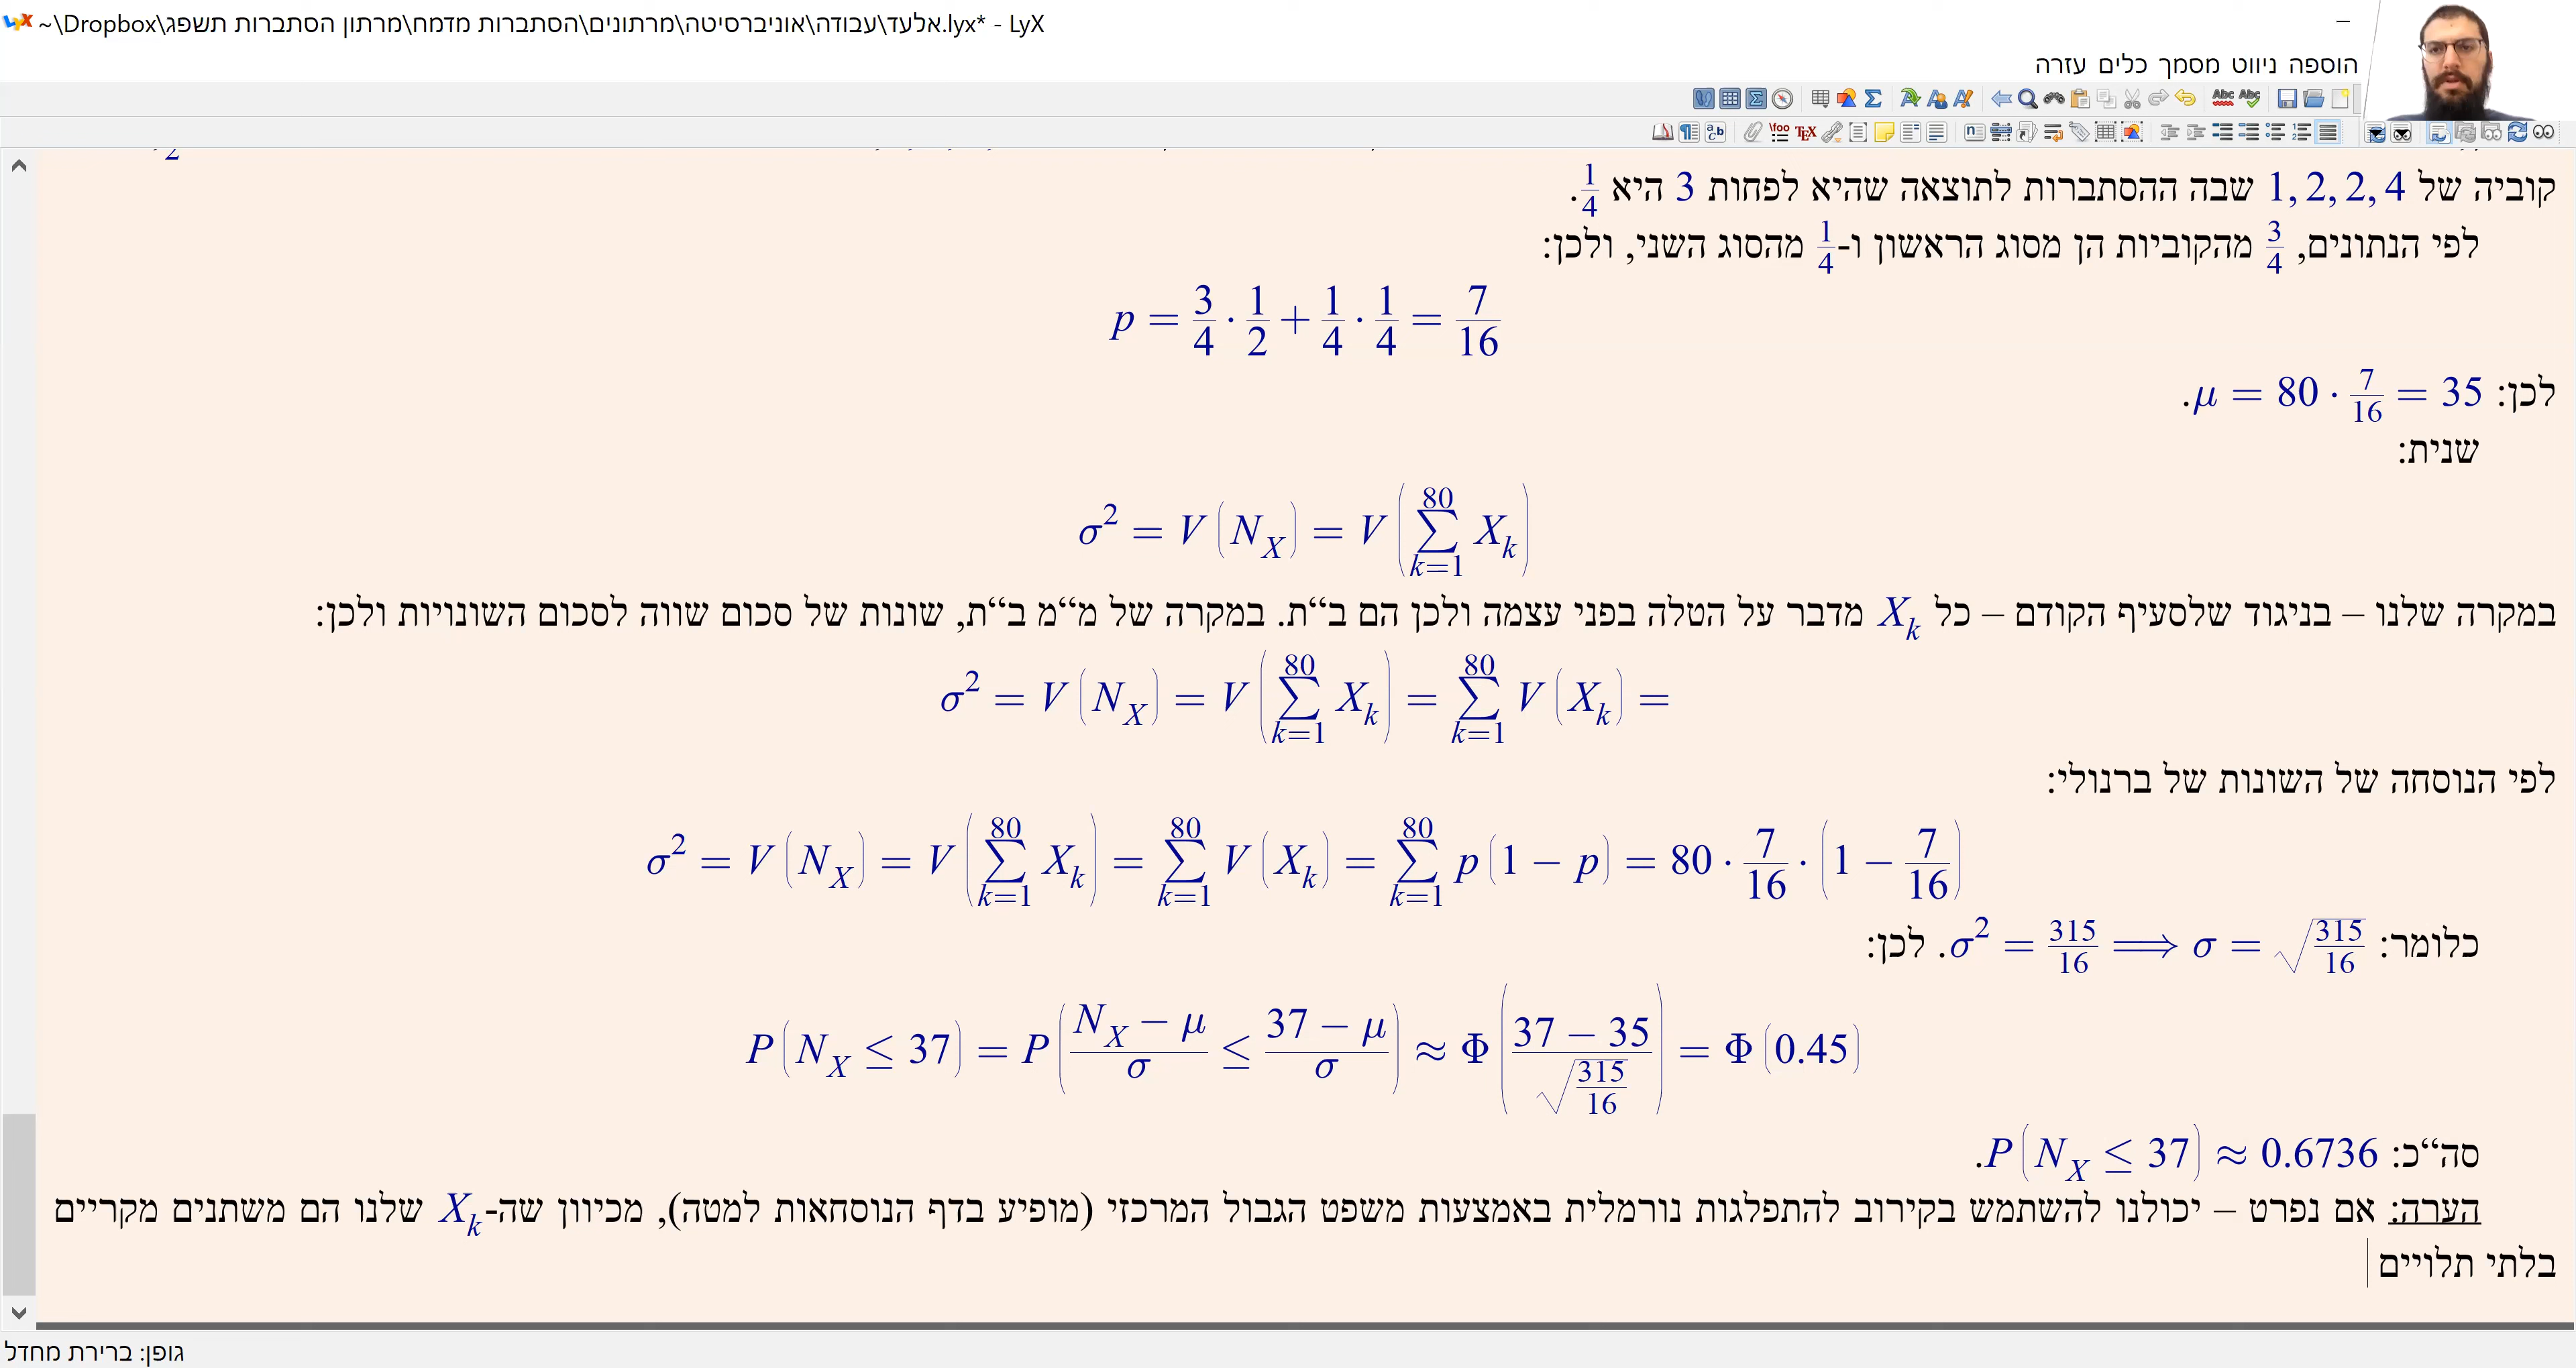 ~\Dropbox\אלעד\עבודה\אוניברסיטה\מרתונים\הסתברות מדמח\מרתון הסתברות תשפג.lyx* - LyX
הוספה ניווט מסמך כלים עזרה
קוביה של 1, 2, 2, 4 שבה ההסתברות לתוצאה שהיא לפחות 3 היא 1/4.
לפי הנתונים, 3/4 מהקוביות הן מסוג הראשון ו-1/4 מהסוג השני, ולכן:
p = 3/4 · 1/2 + 1/4 · 1/4 = 7/16
לכן: μ = 80 · 7/16 = 35.
שנית:
σ² = V(N_X) = V(∑_{k=1}^{80} X_k)
במקרה שלנו – בניגוד שלסעיף הקודם – כל X_k מדבר על הטלה בפני עצמה ולכן הם ב“ת. במקרה של מ“מ ב“ת, שונות של סכום שווה לסכום השונויות ולכן:
σ² = V(N_X) = V(∑_{k=1}^{80} X_k) = ∑_{k=1}^{80} V(X_k) =
לפי הנוסחה של השונות של ברנולי:
σ² = V(N_X) = V(∑_{k=1}^{80} X_k) = ∑_{k=1}^{80} V(X_k) = ∑_{k=1}^{80} p(1 − p) = 80 · 7/16 · (1 − 7/16)
כלומר: σ² = 315/16 ⟹ σ = √(315/16). לכן:
P(N_X ≤ 37) = P((N_X − μ)/σ ≤ (37 − μ)/σ) ≈ Φ((37 − 35)/√(315/16)) = Φ(0.45)
סה“כ: P(N_X ≤ 37) ≈ 0.6736.
הערה: אם נפרט – יכולנו להשתמש בקירוב להתפלגות נורמלית באמצעות משפט הגבול המרכזי (מופיע בדף הנוסחאות למטה), מכיוון שה-X_k שלנו הם משתנים מקריים
בלתי תלויים
גופן: ברירת מחדל